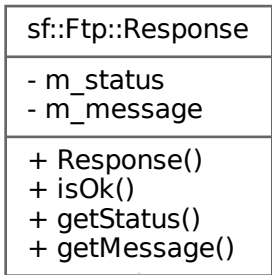 sf::Ftp::Response
- m_status
- m_message
+ Response()
+ isOk()
+ getStatus()
+ getMessage()